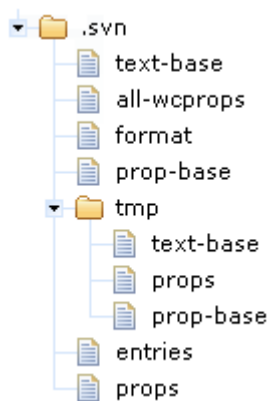 .svn
text-base
all-wcprops
format
prop-base
tmp
text-base
props
prop-base
entries
props